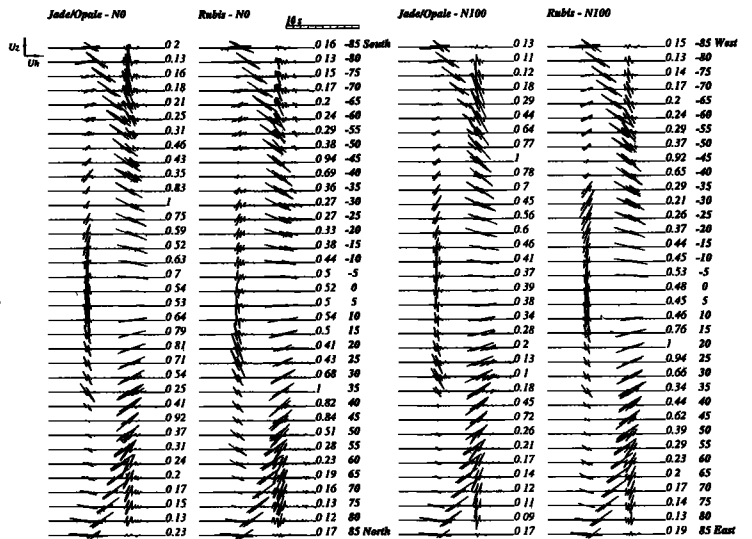 Jade/Opale - N0 Rubis - N0 10 s Jade/Opale - N100 Rubis - N100
Uz
Uh
0 2 0 16 -85 South 0 13 0 15 -85 West
0.13 0 13 -80 0 11 0.13 -80
0 16 0 15 -75 0.12 0 14 -75
0.18 0.17 -70 0 18 0.17 -70
0 21 0.2 -65 0 29 0.2 -65
0.25 0 24 -60 0 44 0.24 -60
0.31 0.29 -55 0 64 0.29 -55
0.46 0.38 -50 0 77 0.37 -50
0 43 0 94 -45 1 0.92 -45
0.35 0.69 -40 0 78 0.65 -40
0.83 0 36 -35 0 7 0.29 -35
1 0.27 -30 0 45 0.21 -30
0 75 0 27 -25 0.56 0.26 -25
0.59 0.33 -20 0.6 0.37 -20
0 52 0 38 -15 0 46 0 44 -15
0.63 0 44 -10 0 41 0.45 -10
0 7 0 5 -5 0.37 0.53 -5
0 54 0 52 0 0 39 0.48 0
0.53 0 5 5 0 38 0.45 5
0 64 0 54 10 0.34 0.46 10
0.79 0.5 15 0.28 0.76 15
0 81 0 41 20 0 2 1 20
0.71 0 43 25 0 13 0.94 25
0.54 0 68 30 0 1 0.66 30
0 25 1 35 0.18 0.34 35
0 41 0.82 40 0 45 0.44 40
0.92 0.84 45 0 72 0.62 45
0.37 0 51 50 0.26 0.39 50
0.31 0 28 55 0.21 0.29 55
0 24 0.23 60 0.17 0.23 60
0.2 0 19 65 0 14 0 2 65
0 17 0 16 70 0 12 0 17 70
0.15 0.13 75 0 11 0.14 75
0.13 0 12 80 0 09 0.13 80
0.23 0 17 85 North 0 17 0 19 85 East